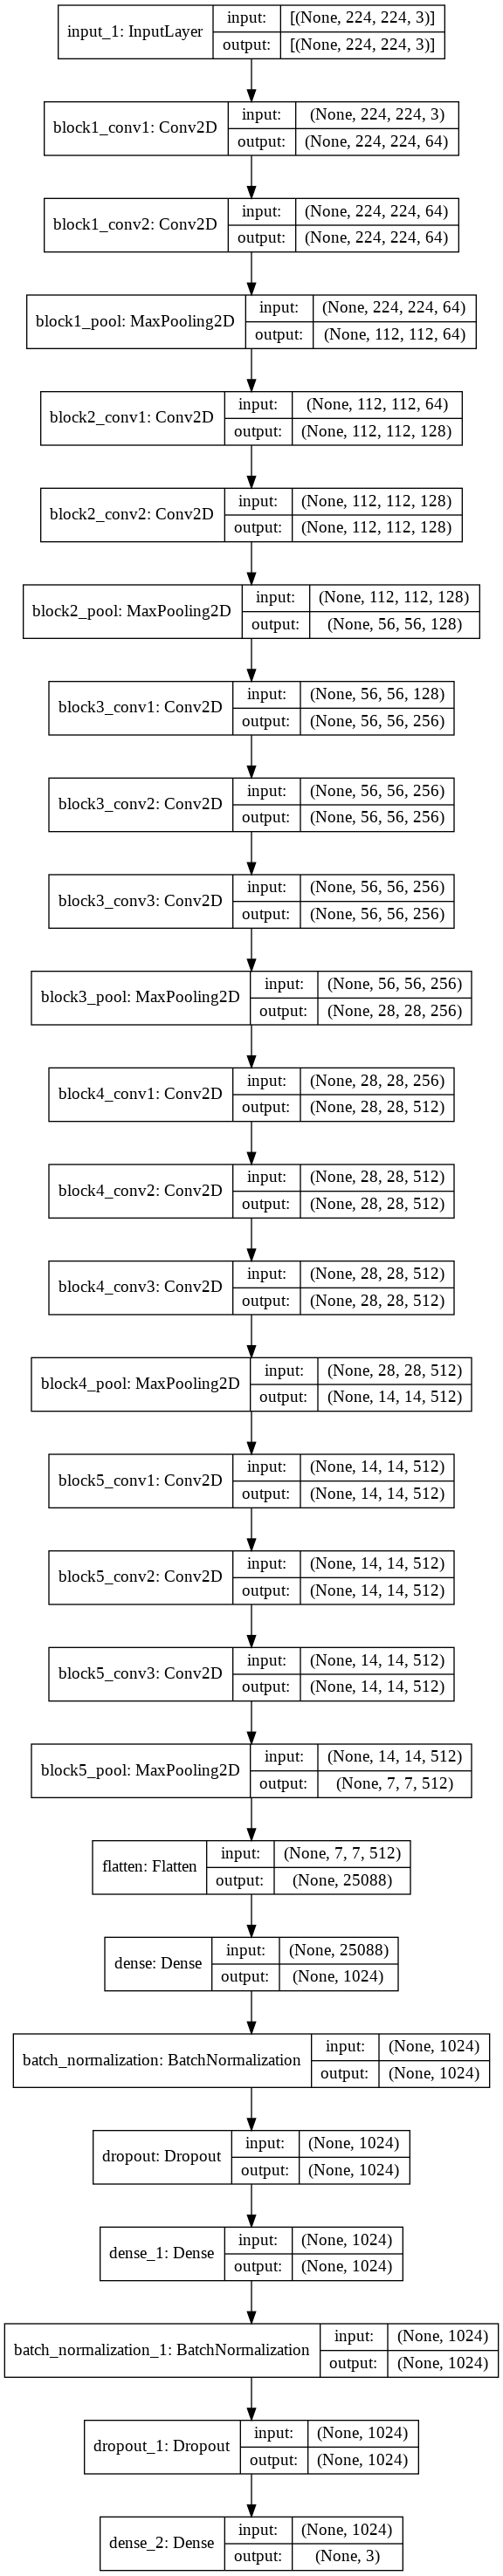 input_1: InputLayer
input: [(None, 224, 224, 3)]
output: [(None, 224, 224, 3)]
block1_conv1: Conv2D
input: (None, 224, 224, 3)
output: (None, 224, 224, 64)
block1_conv2: Conv2D
input: (None, 224, 224, 64)
output: (None, 224, 224, 64)
block1_pool: MaxPooling2D
input: (None, 224, 224, 64)
output: (None, 112, 112, 64)
block2_conv1: Conv2D
input: (None, 112, 112, 64)
output: (None, 112, 112, 128)
block2_conv2: Conv2D
input: (None, 112, 112, 128)
output: (None, 112, 112, 128)
block2_pool: MaxPooling2D
input: (None, 112, 112, 128)
output: (None, 56, 56, 128)
block3_conv1: Conv2D
input: (None, 56, 56, 128)
output: (None, 56, 56, 256)
block3_conv2: Conv2D
input: (None, 56, 56, 256)
output: (None, 56, 56, 256)
block3_conv3: Conv2D
input: (None, 56, 56, 256)
output: (None, 56, 56, 256)
block3_pool: MaxPooling2D
input: (None, 56, 56, 256)
output: (None, 28, 28, 256)
block4_conv1: Conv2D
input: (None, 28, 28, 256)
output: (None, 28, 28, 512)
block4_conv2: Conv2D
input: (None, 28, 28, 512)
output: (None, 28, 28, 512)
block4_conv3: Conv2D
input: (None, 28, 28, 512)
output: (None, 28, 28, 512)
block4_pool: MaxPooling2D
input: (None, 28, 28, 512)
output: (None, 14, 14, 512)
block5_conv1: Conv2D
input: (None, 14, 14, 512)
output: (None, 14, 14, 512)
block5_conv2: Conv2D
input: (None, 14, 14, 512)
output: (None, 14, 14, 512)
block5_conv3: Conv2D
input: (None, 14, 14, 512)
output: (None, 14, 14, 512)
block5_pool: MaxPooling2D
input: (None, 14, 14, 512)
output: (None, 7, 7, 512)
flatten: Flatten
input: (None, 7, 7, 512)
output: (None, 25088)
dense: Dense
input: (None, 25088)
output: (None, 1024)
batch_normalization: BatchNormalization
input: (None, 1024)
output: (None, 1024)
dropout: Dropout
input: (None, 1024)
output: (None, 1024)
dense_1: Dense
input: (None, 1024)
output: (None, 1024)
batch_normalization_1: BatchNormalization
input: (None, 1024)
output: (None, 1024)
dropout_1: Dropout
input: (None, 1024)
output: (None, 1024)
dense_2: Dense
input: (None, 1024)
output: (None, 3)